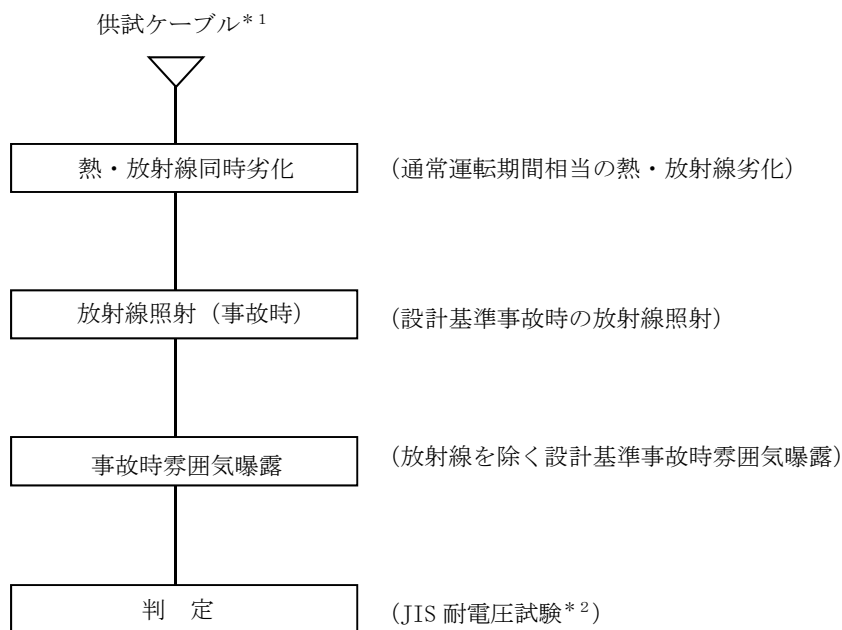 供試ケーブル*1
熱・放射線同時劣化 (通常運転期間相当の熱・放射線劣化)
放射線照射（事故時） (設計基準事故時の放射線照射)
事故時雰囲気曝露 (放射線を除く設計基準事故時雰囲気曝露)
判　定 (JIS 耐電圧試験*2)